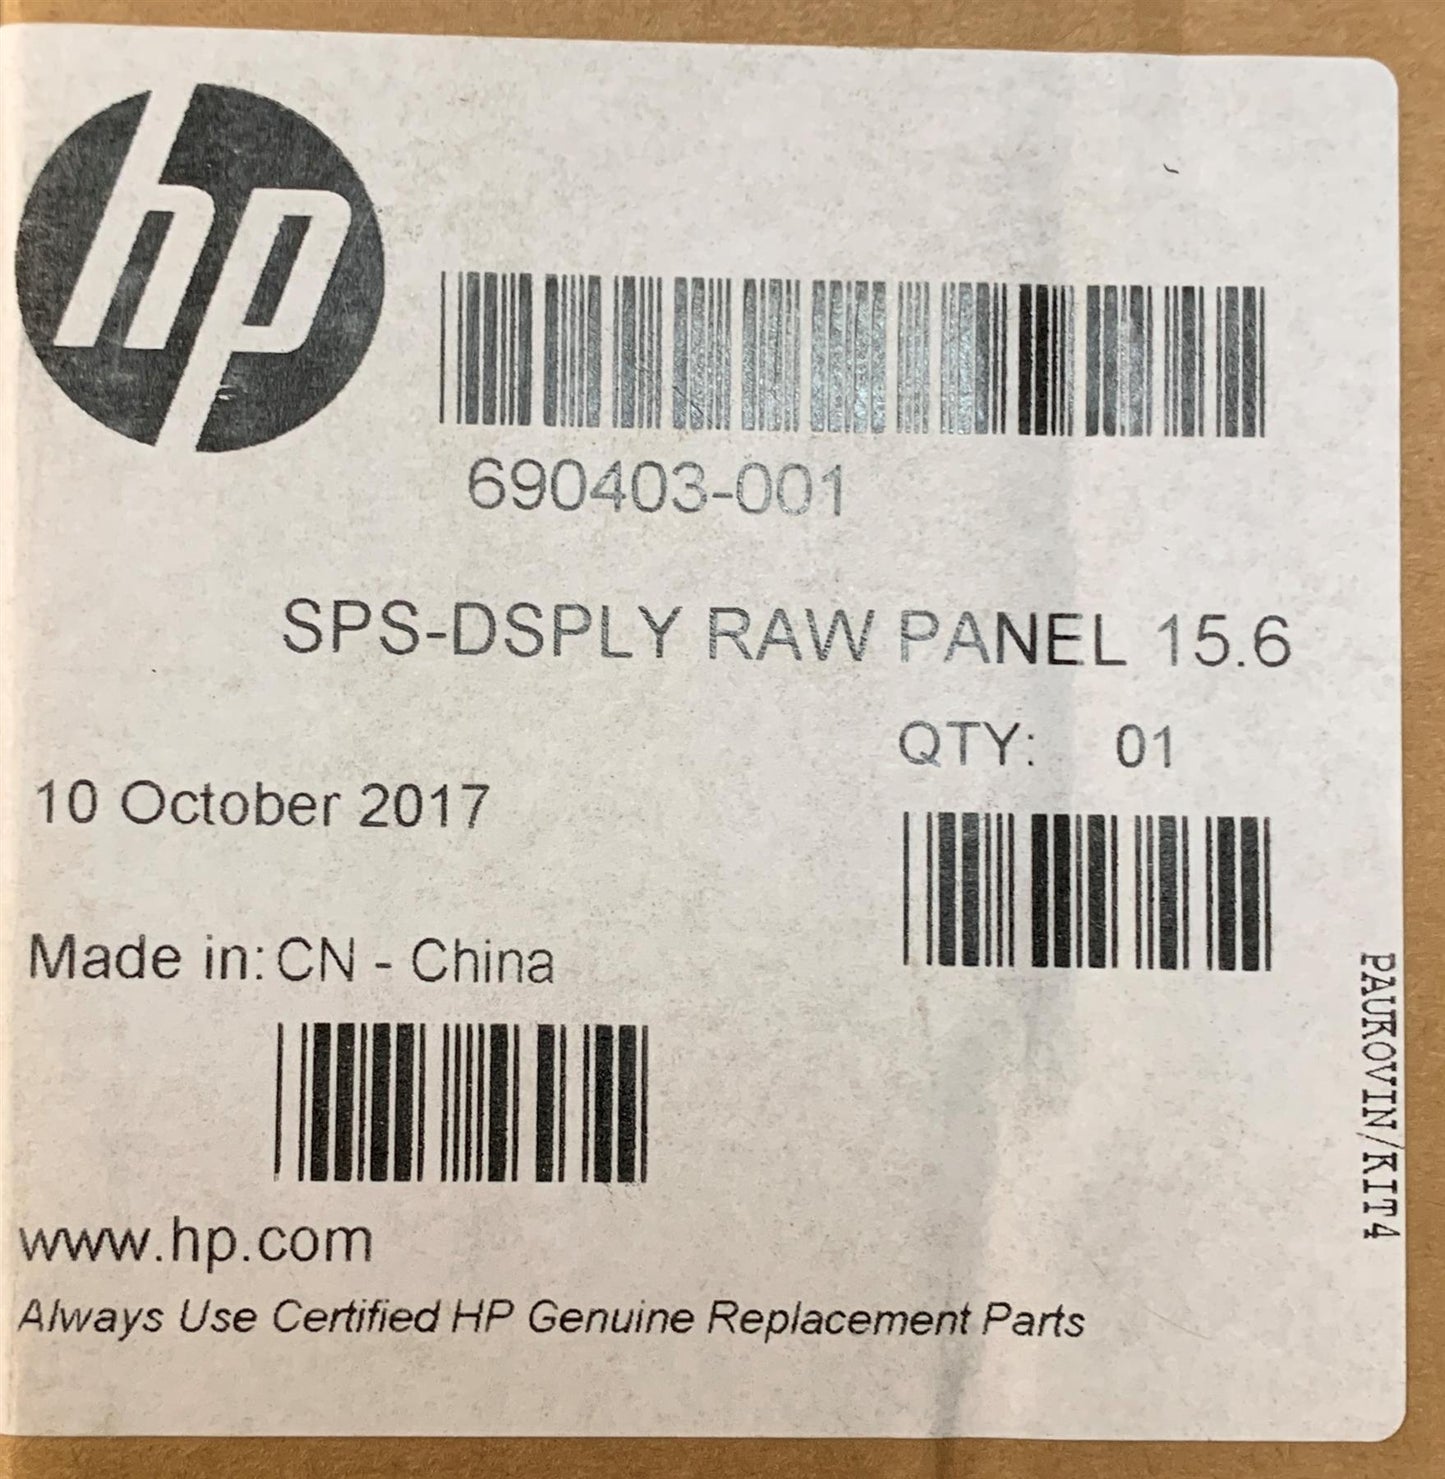 hp
690403-001
SPS-DSPLY RAW PANEL 15.6
QTY: 01
10 October 2017
Made in: CN - China
www.hp.com
Always Use Certified HP Genuine Replacement Parts
PAUROVIN/KIT4